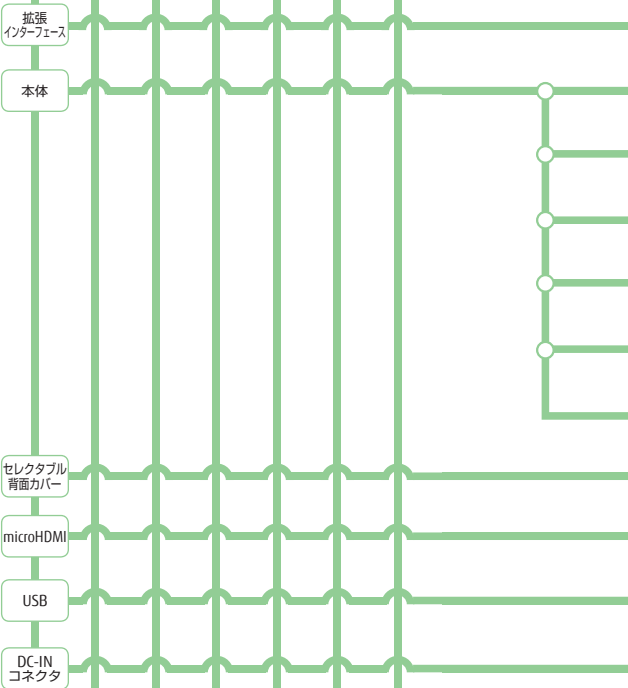 拡張
インターフェース
本体
セレクタブル
背面カバー
microHDMI
USB
DC-IN
コネクタ